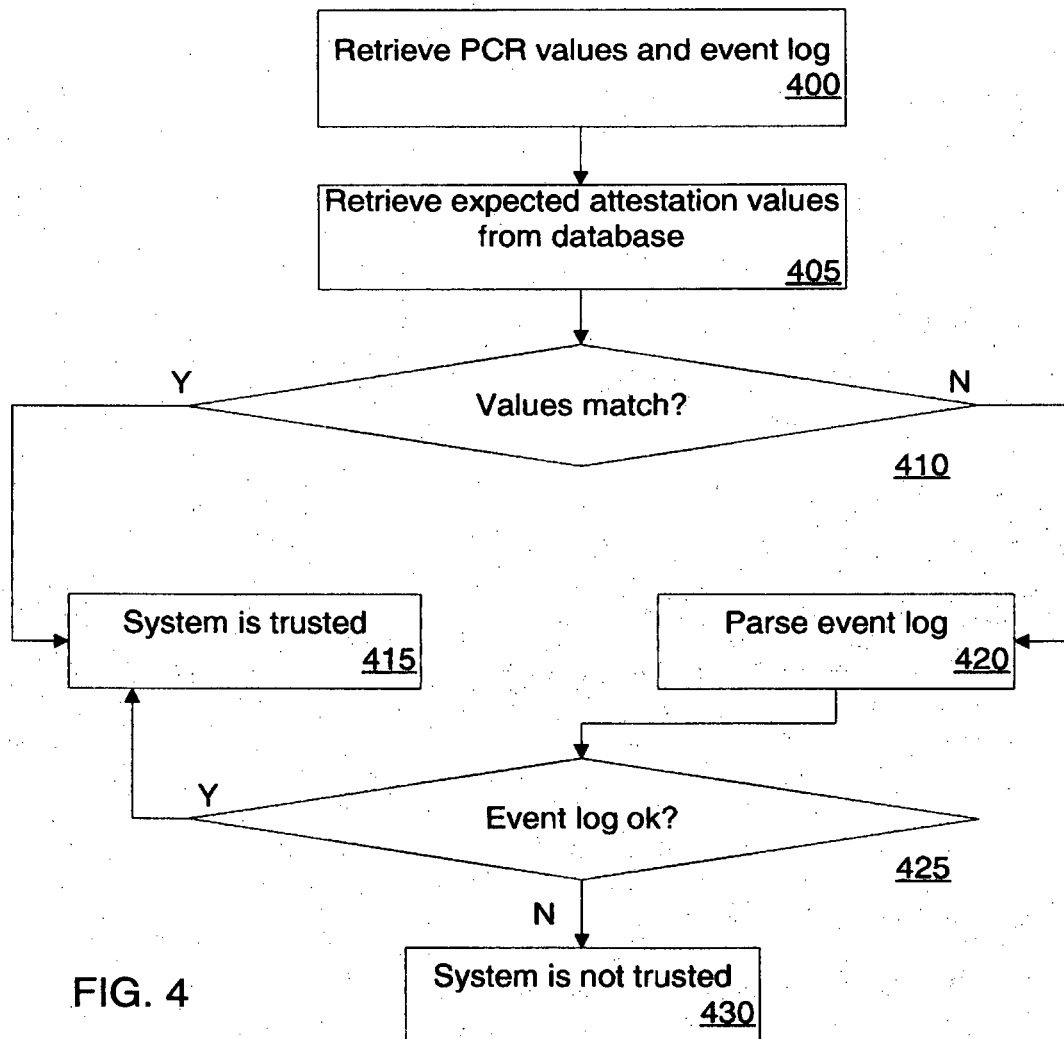 Retrieve PCR values and event log
400
Retrieve expected attestation values
from database
405
Y
N
Values match?
410
System is trusted
415
Parse event log
420
Y
Event log ok?
425
N
System is not trusted
430
FIG. 4